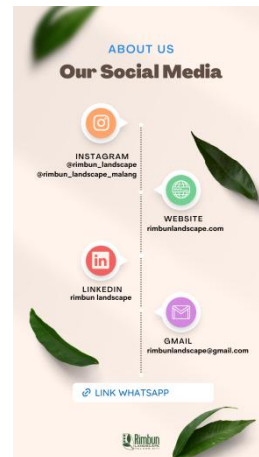 ABOUT US
Our Social Media
INSTAGRAM
@rimbun_landscape
@rimbun_landscape_malang
WEBSITE
rimbunlandscape.com
LINKEDIN
rimbun landscape
GMAIL
rimbunlandscape@gmail.com
LINK WHATSAPP
Rimbun